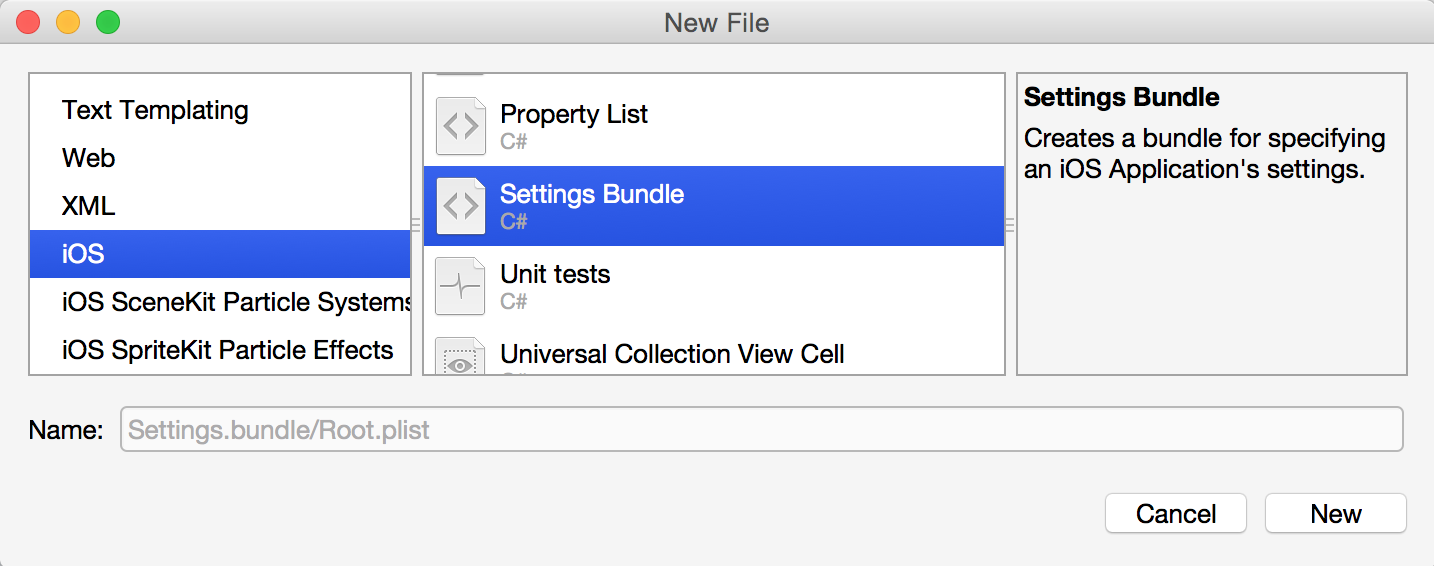 New File
Text Templating
Web
XML
iOS
iOS SceneKit Particle Systems
iOS SpriteKit Particle Effects
Property List
C#
Settings Bundle
C#
Unit tests
C#
Universal Collection View Cell
Settings Bundle
Creates a bundle for specifying
an iOS Application's settings.
Name:
Settings.bundle/Root.plist
Cancel
New